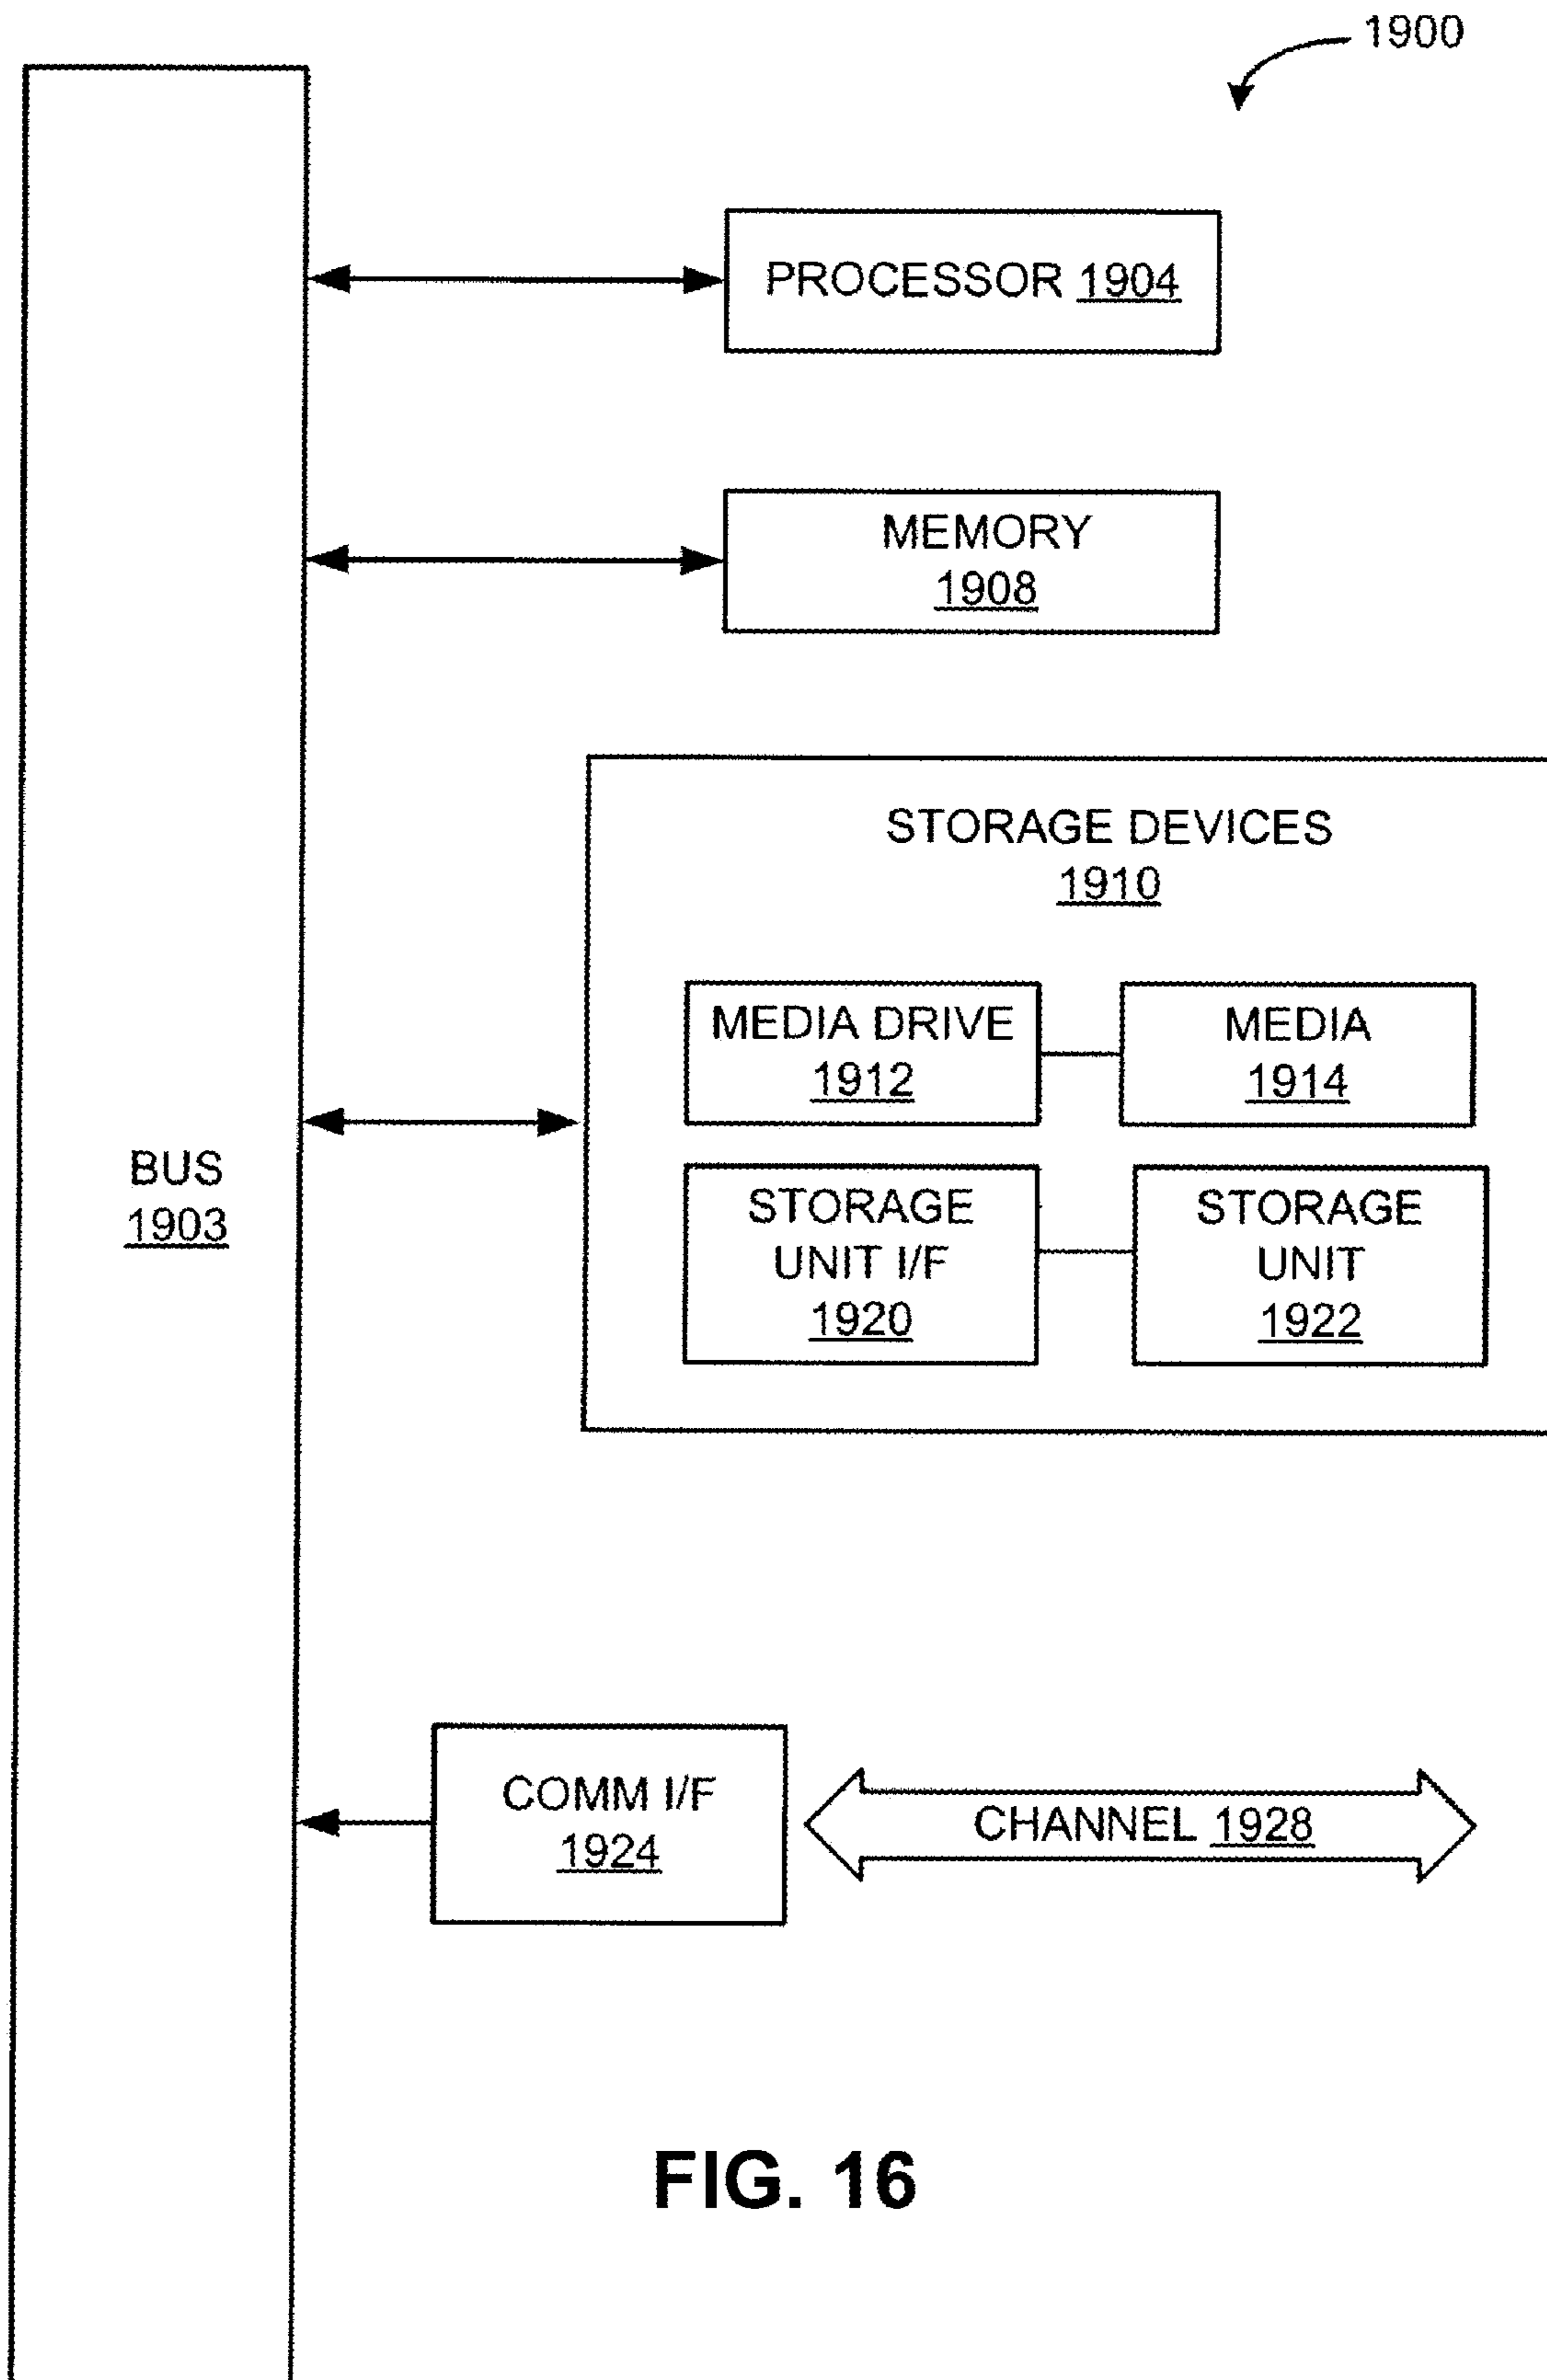 1900
PROCESSOR 1904
MEMORY
1908
STORAGE DEVICES
1910
MEDIA DRIVE
1912
MEDIA
1914
BUS
1903
STORAGE
UNIT I/F
1920
STORAGE
UNIT
1922
COMM I/F
1924
CHANNEL 1928
FIG. 16